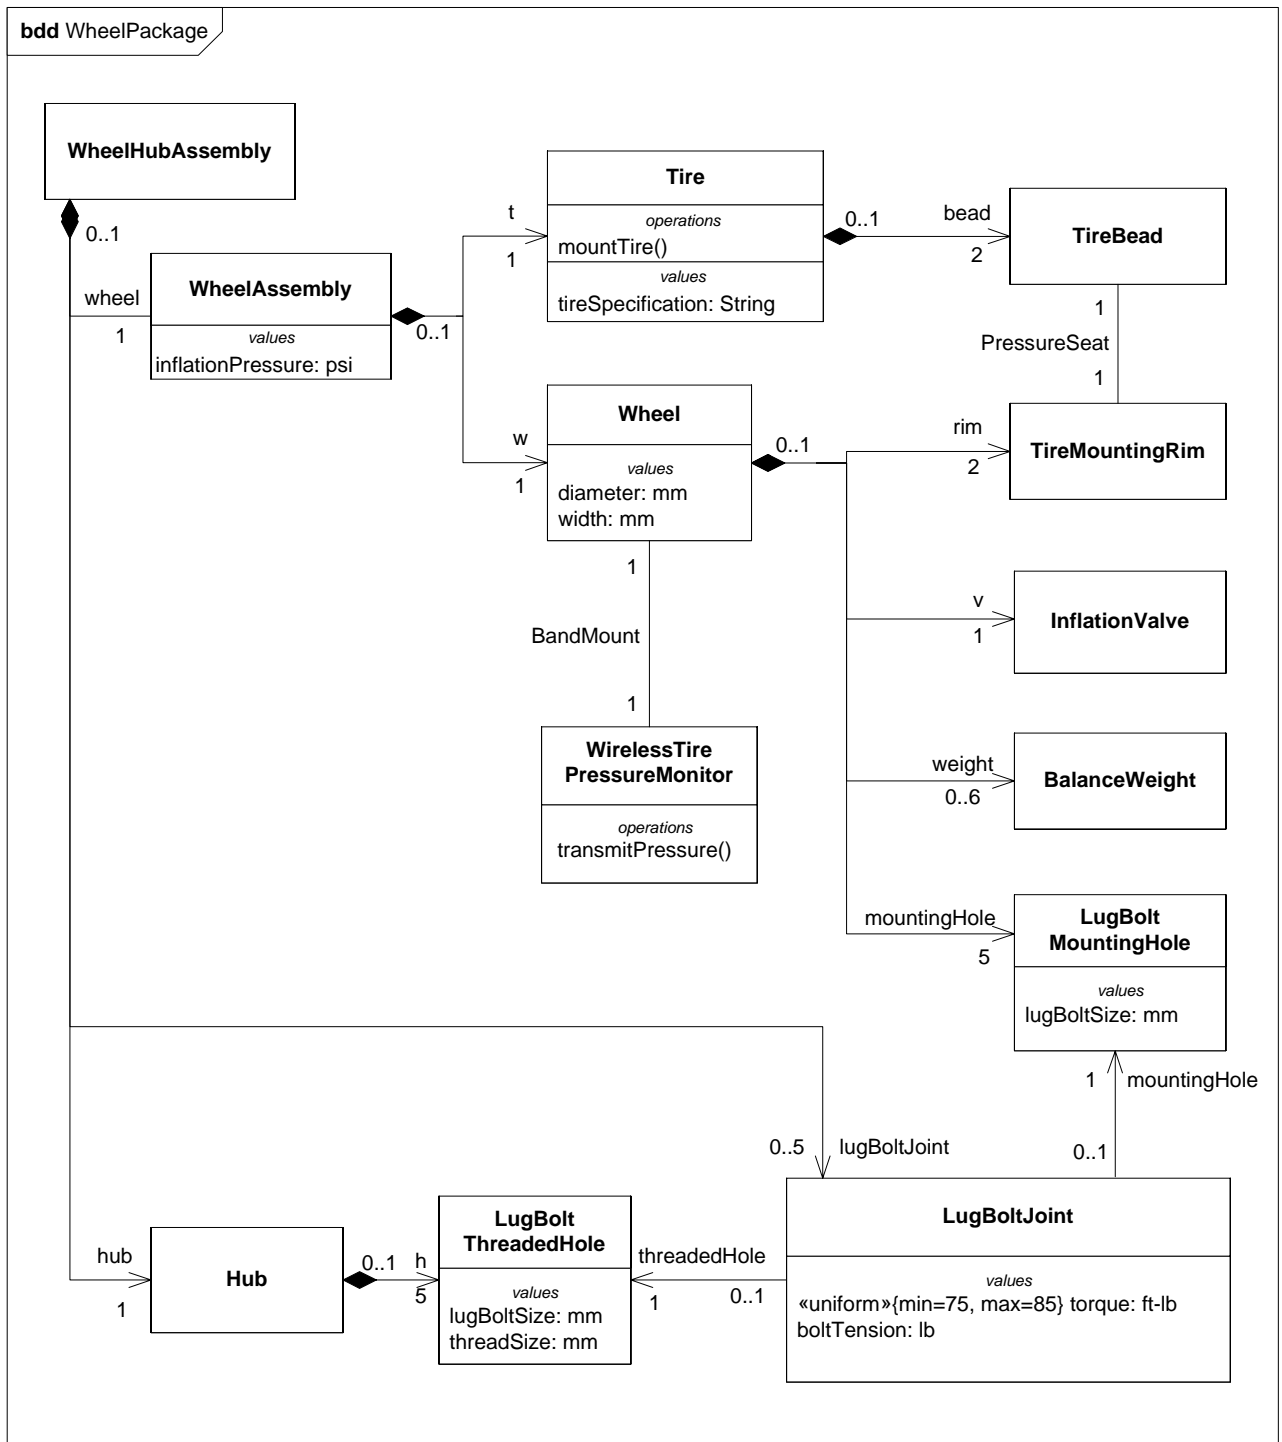 bdd WheelPackage
WheelHubAssembly
0..1
wheel
1
WheelAssembly
values
inflationPressure: psi
0..1
t
1
Tire
operations
mountTire()
values
tireSpecification: String
0..1
bead
2
TireBead
1
PressureSeat
1
w
1
Wheel
values
diameter: mm
width: mm
0..1
rim
2
TireMountingRim
1
BandMount
1
v
1
InflationValve
WirelessTire
PressureMonitor
operations
transmitPressure()
weight
0..6
BalanceWeight
mountingHole
5
LugBolt
MountingHole
values
lugBoltSize: mm
1
mountingHole
0..1
0..5
lugBoltJoint
hub
1
Hub
0..1
h
5
LugBolt
ThreadedHole
values
lugBoltSize: mm
threadSize: mm
threadedHole
1
0..1
LugBoltJoint
values
«uniform»{min=75, max=85} torque: ft-lb
boltTension: lb